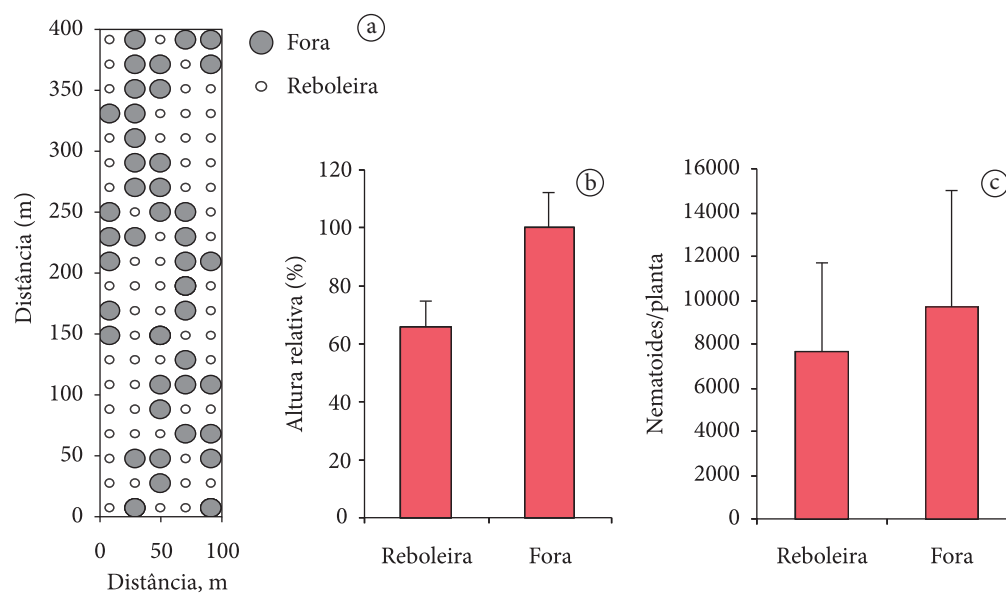 a
Fora
Reboleira
400
350
300
250
200
150
100
50
0
Distância (m)
0 50 100
Distância, m
b
120
100
80
60
40
20
0
Altura relativa (%)
Reboleira Fora
c
16000
14000
12000
10000
8000
6000
4000
2000
0
Nematoides/planta
Reboleira Fora